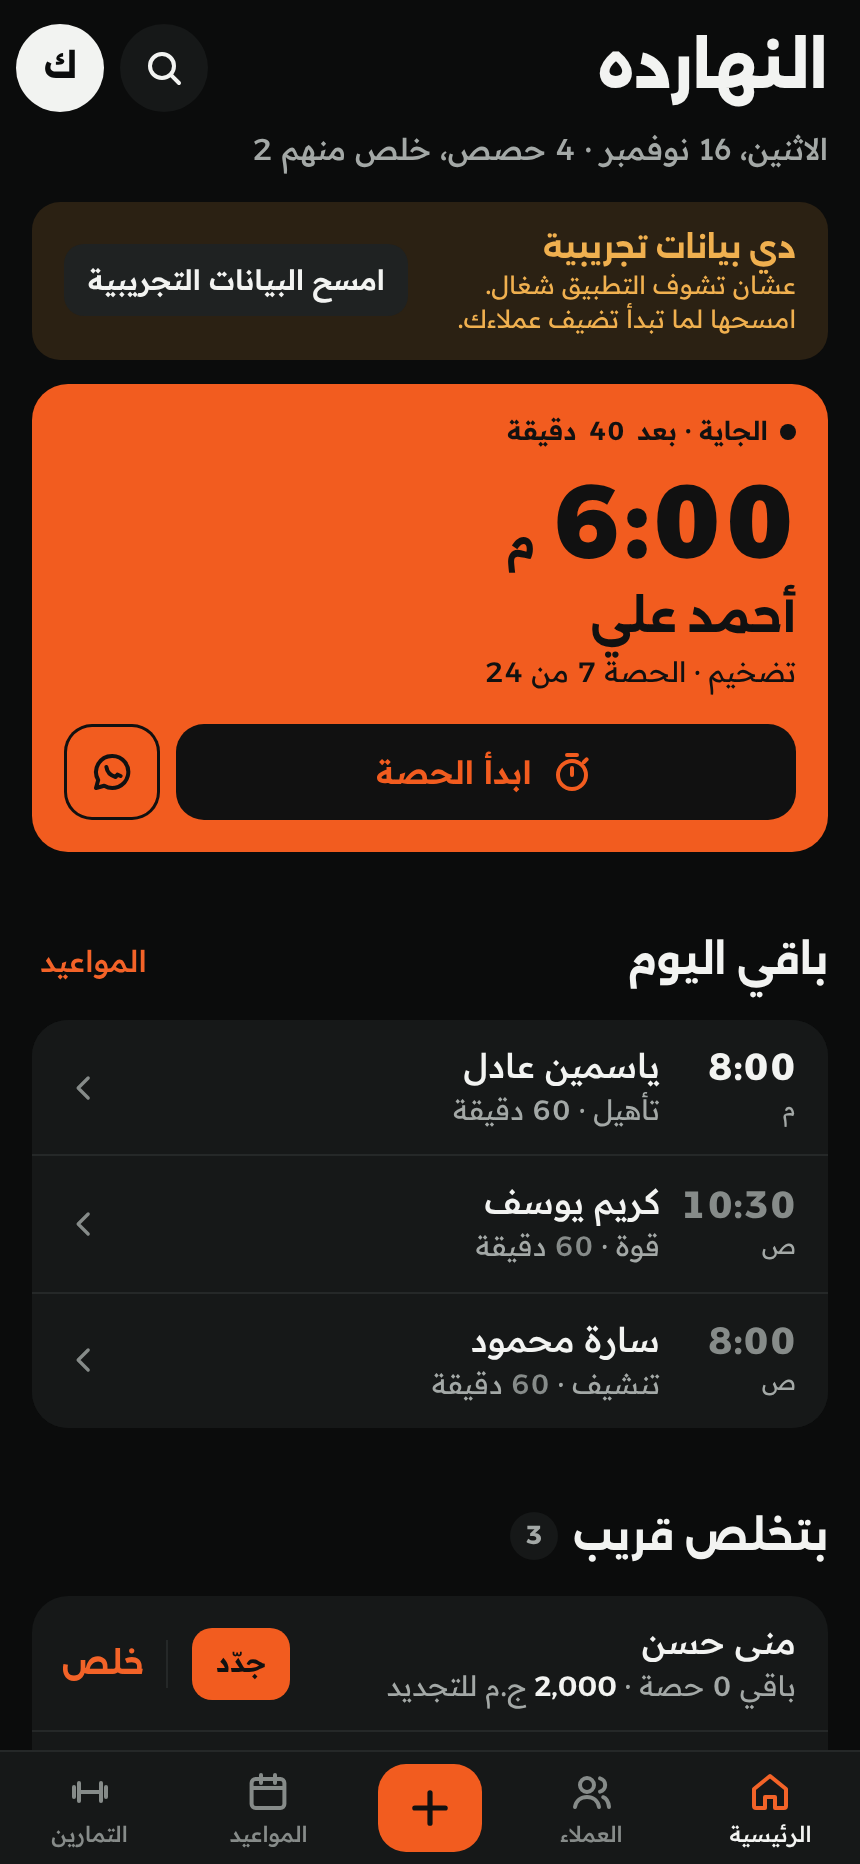 النهارده
ك
الاثنين، 16 نوفمبر · 4 حصص، خلص منهم 2
دي بيانات تجريبية
عشان تشوف التطبيق شغال.
امسحها لما تبدأ تضيف عملاءك.
امسح البيانات التجريبية
الجاية · بعد 40 دقيقة
6:00 م
أحمد علي
تضخيم · الحصة 7 من 24
ابدأ الحصة
باقي اليوم
المواعيد
8:00 م
ياسمين عادل
تأهيل · 60 دقيقة
10:30 ص
كريم يوسف
قوة · 60 دقيقة
8:00 ص
سارة محمود
تنشيف · 60 دقيقة
بتخلص قريب 3
منى حسن
باقي 0 حصة · 2,000 ج.م للتجديد
جدّد
خلص
الرئيسية
العملاء
المواعيد
التمارين